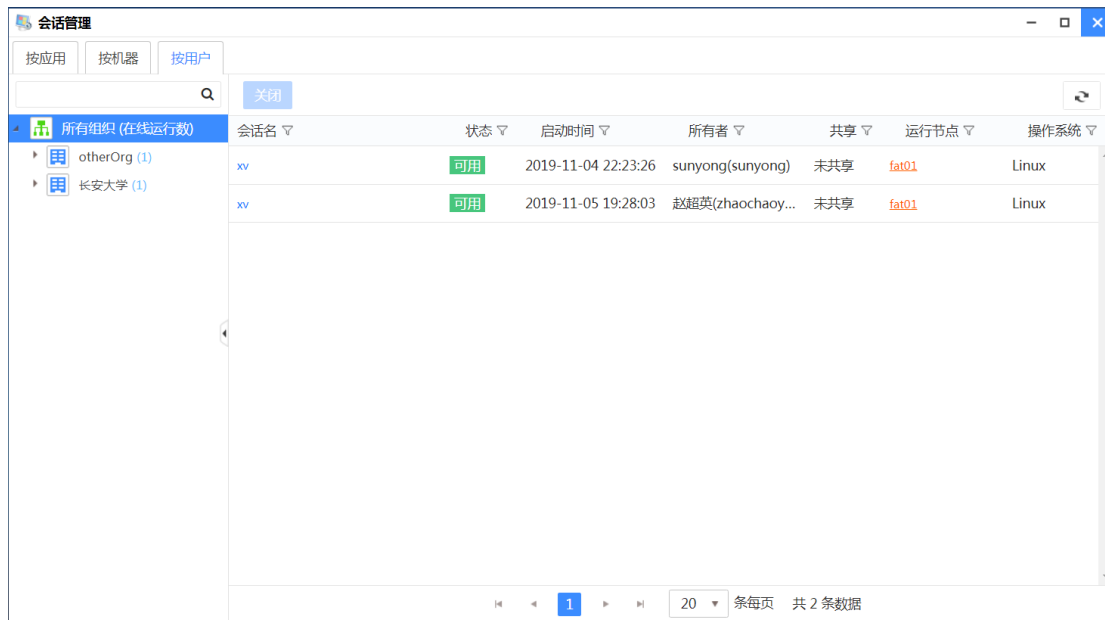 会话管理
按应用 按机器 按用户
关闭
所有组织 (在线运行数)
otherOrg (1)
长安大学 (1)
会话名 状态 启动时间 所有者 共享 运行节点 操作系统
xv 可用 2019-11-04 22:23:26 sunyong(sunyong) 未共享 fat01 Linux
xv 可用 2019-11-05 19:28:03 赵超英(zhaochaoy... 未共享 fat01 Linux
1 20 条每页 共 2 条数据